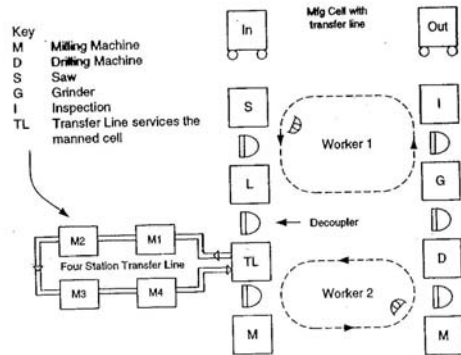 Key
M Milling Machine
D Drilling Machine
S Saw
G Grinder
I Inspection
TL Transfer Line services the
manned cell
In
Mfg Cell with
transfer line
Out
S
I
Worker 1
L
G
Decoupler
M2
M1
TL
D
Four Station Transfer Line
M3
M4
Worker 2
M
M